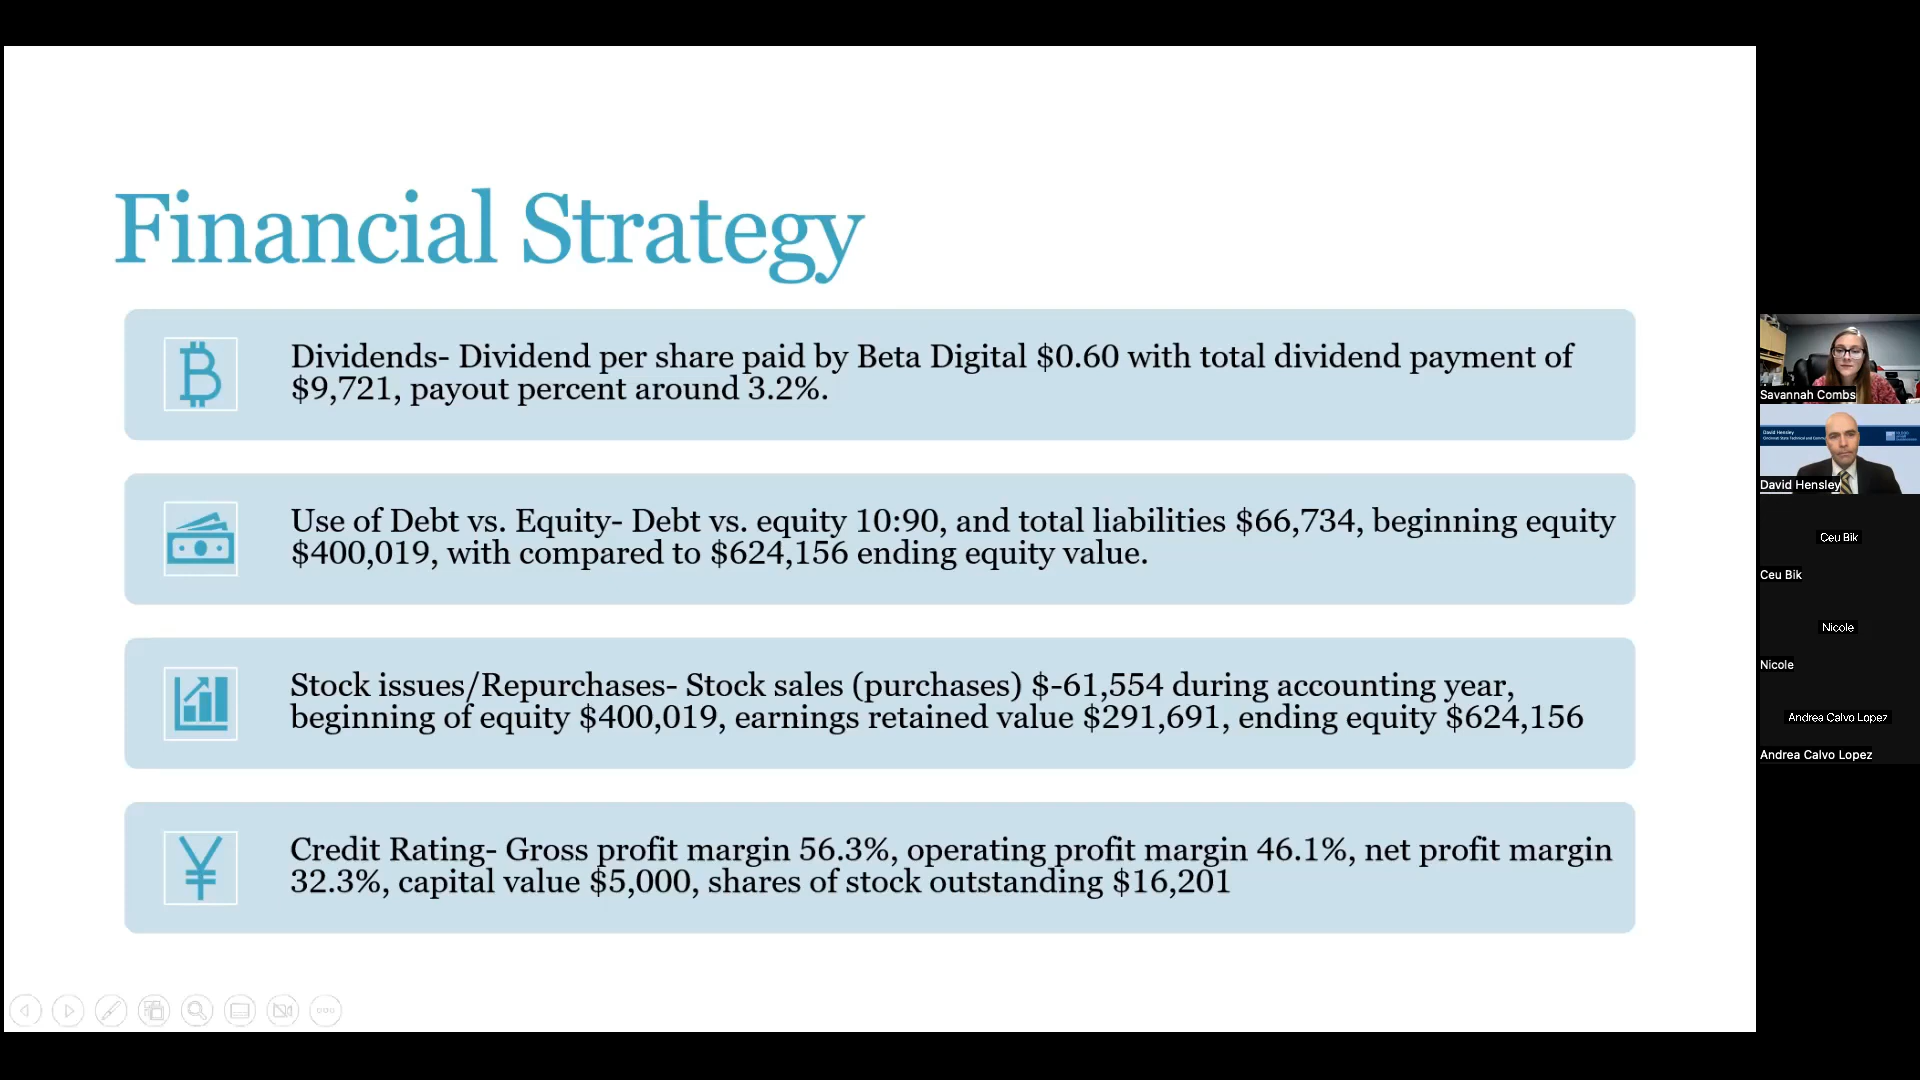 Financial Strategy
Dividends- Dividend per share paid by Beta Digital $0.60 with total dividend payment of
$9,721, payout percent around 3.2%.
Use of Debt vs. Equity- Debt vs. equity 10:90, and total liabilities $66,734, beginning equity
$400,019, with compared to $624,156 ending equity value.
Stock issues/Repurchases- Stock sales (purchases) $-61,554 during accounting year,
beginning of equity $400,019, earnings retained value $291,691, ending equity $624,156
Credit Rating- Gross profit margin 56.3%, operating profit margin 46.1%, net profit margin
32.3%, capital value $5,000, shares of stock outstanding $16,201
Savannah Combs
David Hensley
David Hensley
Ceu Bik
Ceu Bik
Nicole
Nicole
Andrea Calvo Lopez
Andrea Calvo Lopez